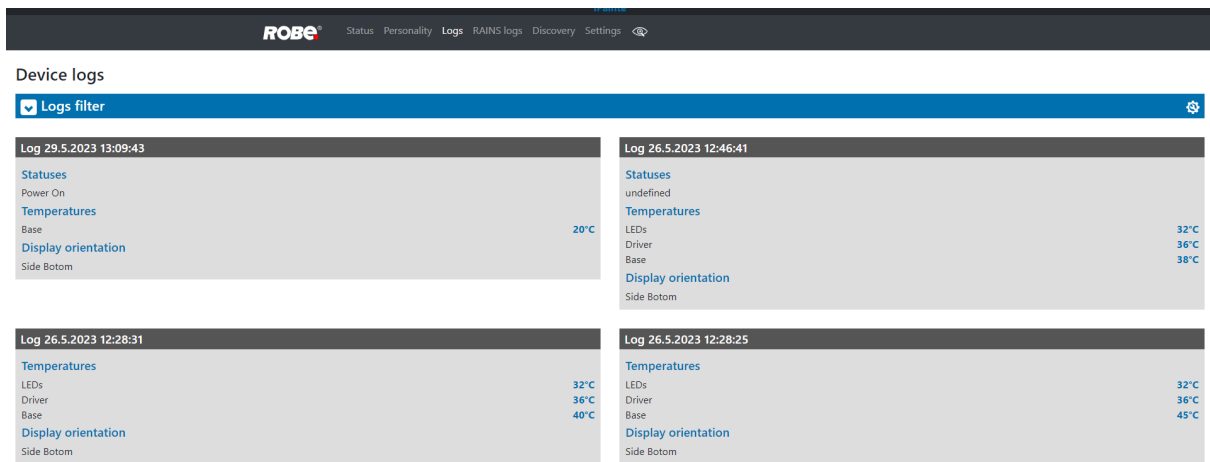 ROBE®
Status Personality Logs RAINS logs Discovery Settings
Device logs
Logs filter
Log 29.5.2023 13:09:43
Statuses
Power On
Temperatures
Base 20°C
Display orientation
Side Botom
Log 26.5.2023 12:46:41
Statuses
undefined
Temperatures
LEDs 32°C
Driver 36°C
Base 38°C
Display orientation
Side Botom
Log 26.5.2023 12:28:31
Temperatures
LEDs 32°C
Driver 36°C
Base 40°C
Display orientation
Side Botom
Log 26.5.2023 12:28:25
Temperatures
LEDs 32°C
Driver 36°C
Base 45°C
Display orientation
Side Botom